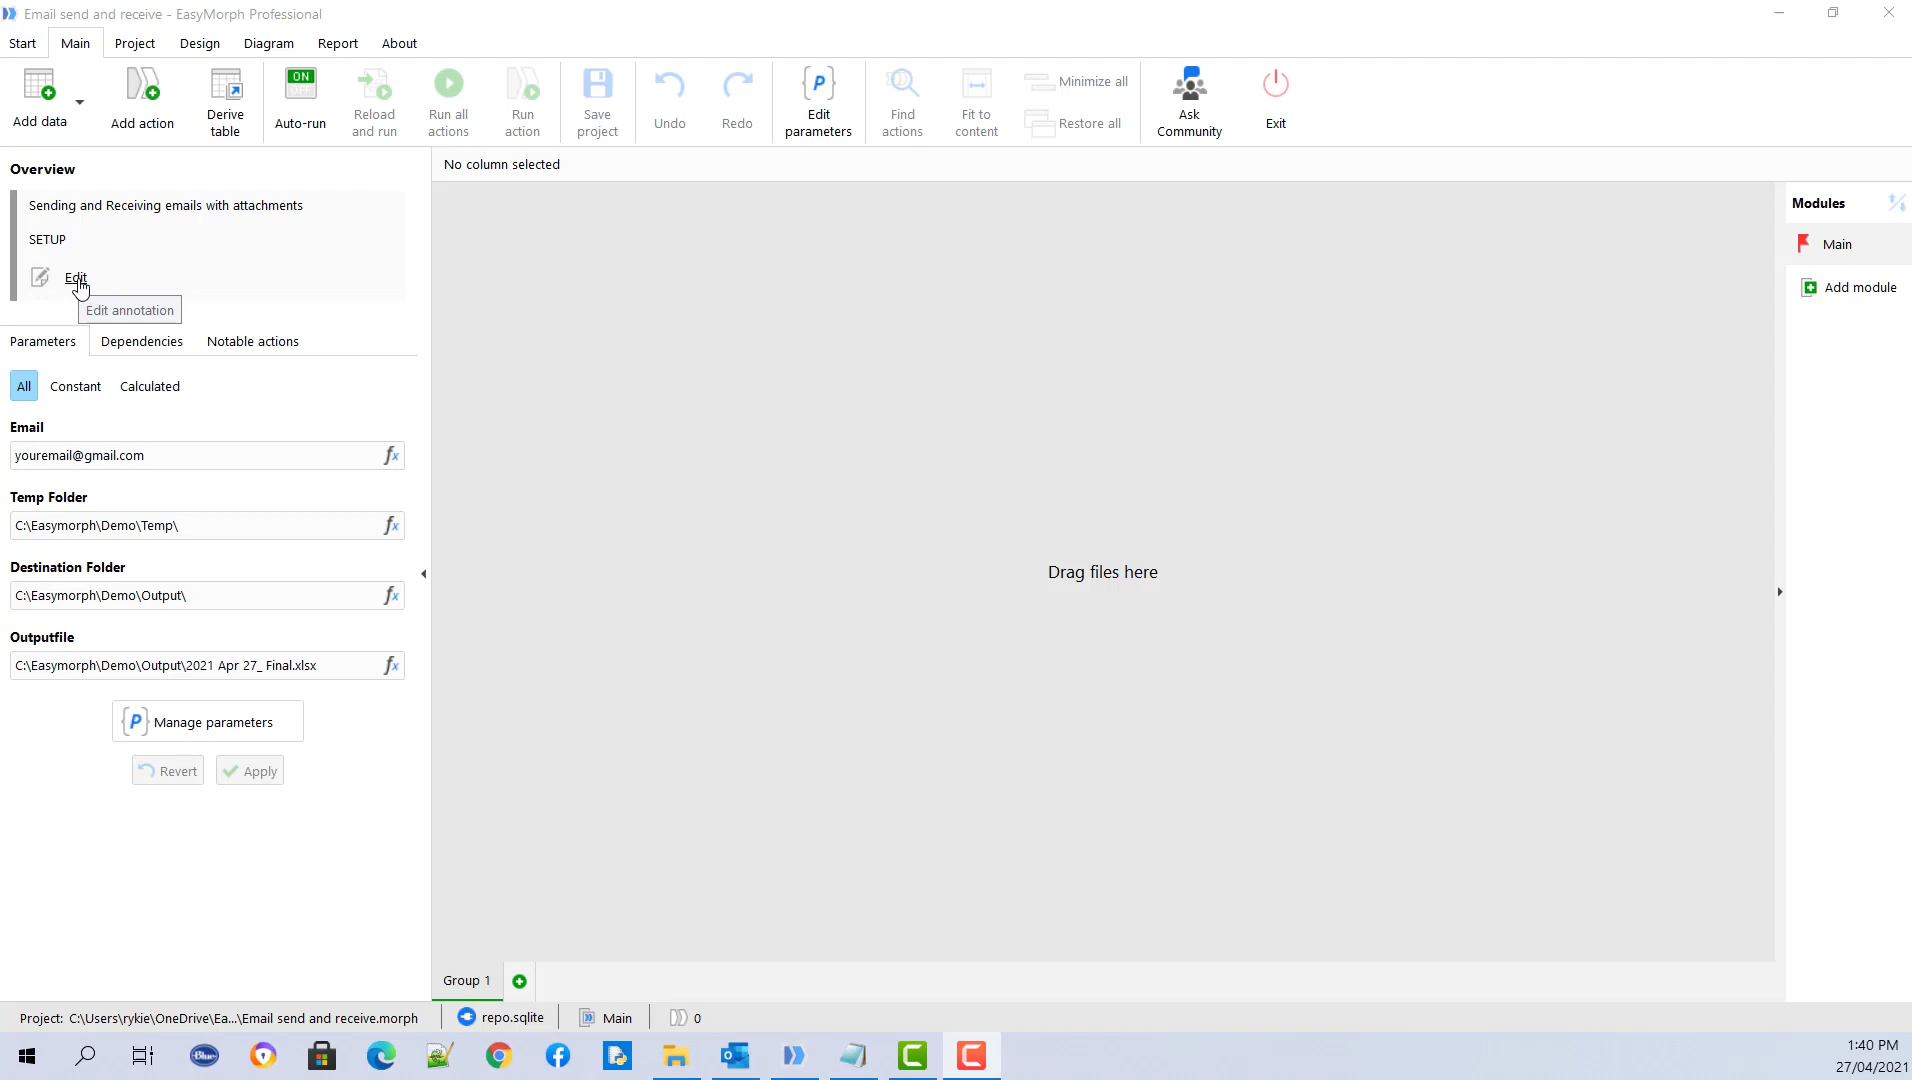 Email send and receive - EasyMorph Professional
Start Main Project Design Diagram Report About
Add data
Add action
Derive table
ON
OFF
Auto-run
Reload and run
Run all actions
Run action
Save project
Undo
Redo
Edit parameters
Find actions
Fit to content
Minimize all
Restore all
Ask Community
Exit
Overview
Sending and Receiving emails with attachments
SETUP
Edit
Edit annotation
Parameters Dependencies Notable actions
All Constant Calculated
Email
youremail@gmail.com fx
Temp Folder
C:\Easymorph\Demo\Temp\ fx
Destination Folder
C:\Easymorph\Demo\Output\ fx
Outputfile
C:\Easymorph\Demo\Output\2021 Apr 27_ Final.xlsx fx
{P} Manage parameters
Revert Apply
No column selected
Drag files here
Modules
Main
Add module
Group 1
Project: C:\Users\rykie\OneDrive\Ea...\Email send and receive.morph repo.sqlite Main 0
Blue
1:40 PM
27/04/2021